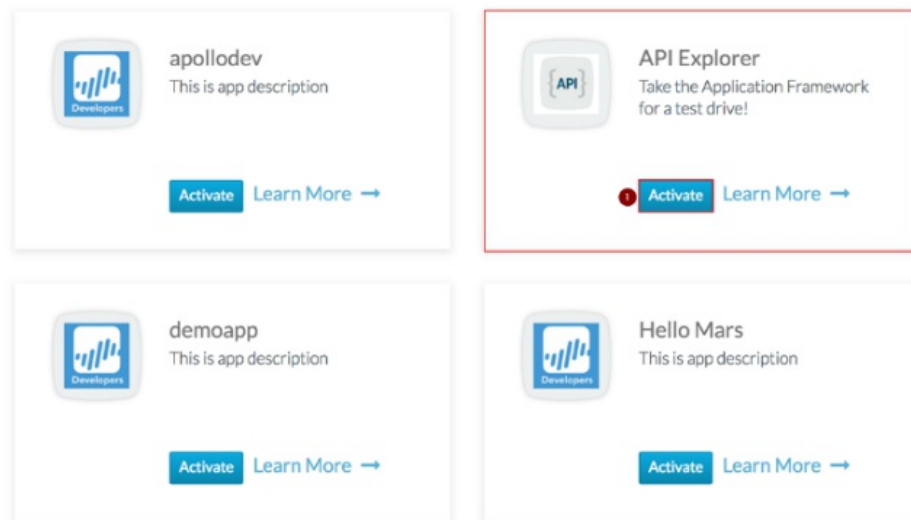 apollodev
This is app description
Developers
Activate Learn More →
API Explorer
Take the Application Framework
for a test drive!
{API}
1 Activate Learn More →
demoapp
This is app description
Developers
Activate Learn More →
Hello Mars
This is app description
Developers
Activate Learn More →